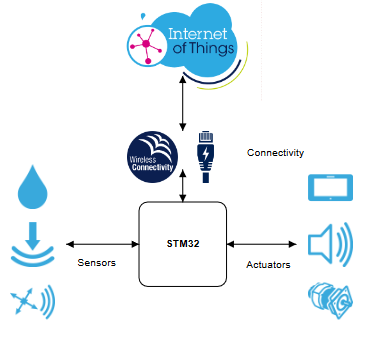 Internet
of Things
Wireless
Connectivity
Connectivity
STM32
Sensors
Actuators